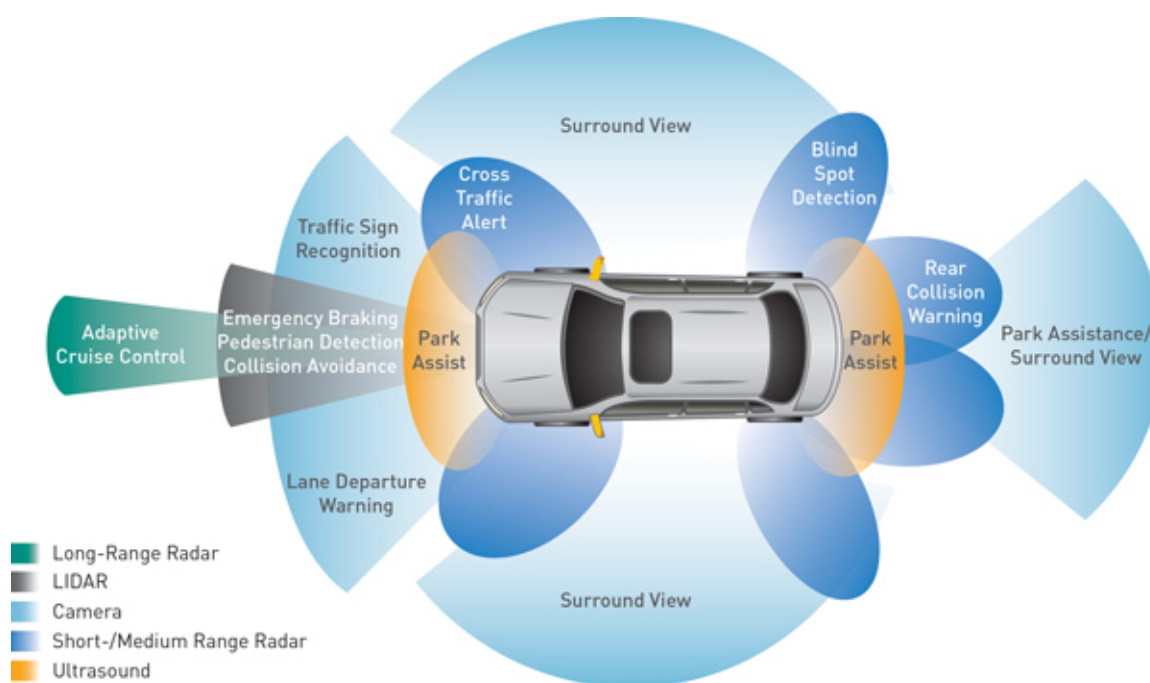 Surround View
Blind
Spot
Detection
Cross
Traffic
Alert
Traffic Sign
Recognition
Rear
Collision
Warning
Adaptive
Cruise Control
Emergency Braking
Pedestrian Detection
Collision Avoidance
Park
Assist
Park
Assist
Park Assistance/
Surround View
Lane Departure
Warning
Surround View
Long-Range Radar
LIDAR
Camera
Short-/Medium Range Radar
Ultrasound